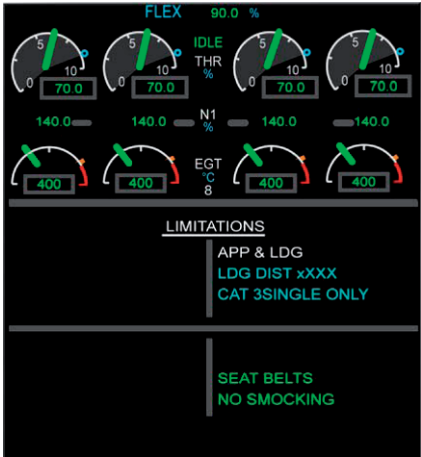 FLEX 90.0 %
5 5 IDLE 5 5
THR
0 10 0 10 % 0 10 0 10
70.0 70.0 70.0 70.0
140.0 140.0 N1 140.0 140.0
%
EGT
400 400 °C 400 400
8
LIMITATIONS
APP & LDG
LDG DIST xXXX
CAT 3SINGLE ONLY
SEAT BELTS
NO SMOCKING